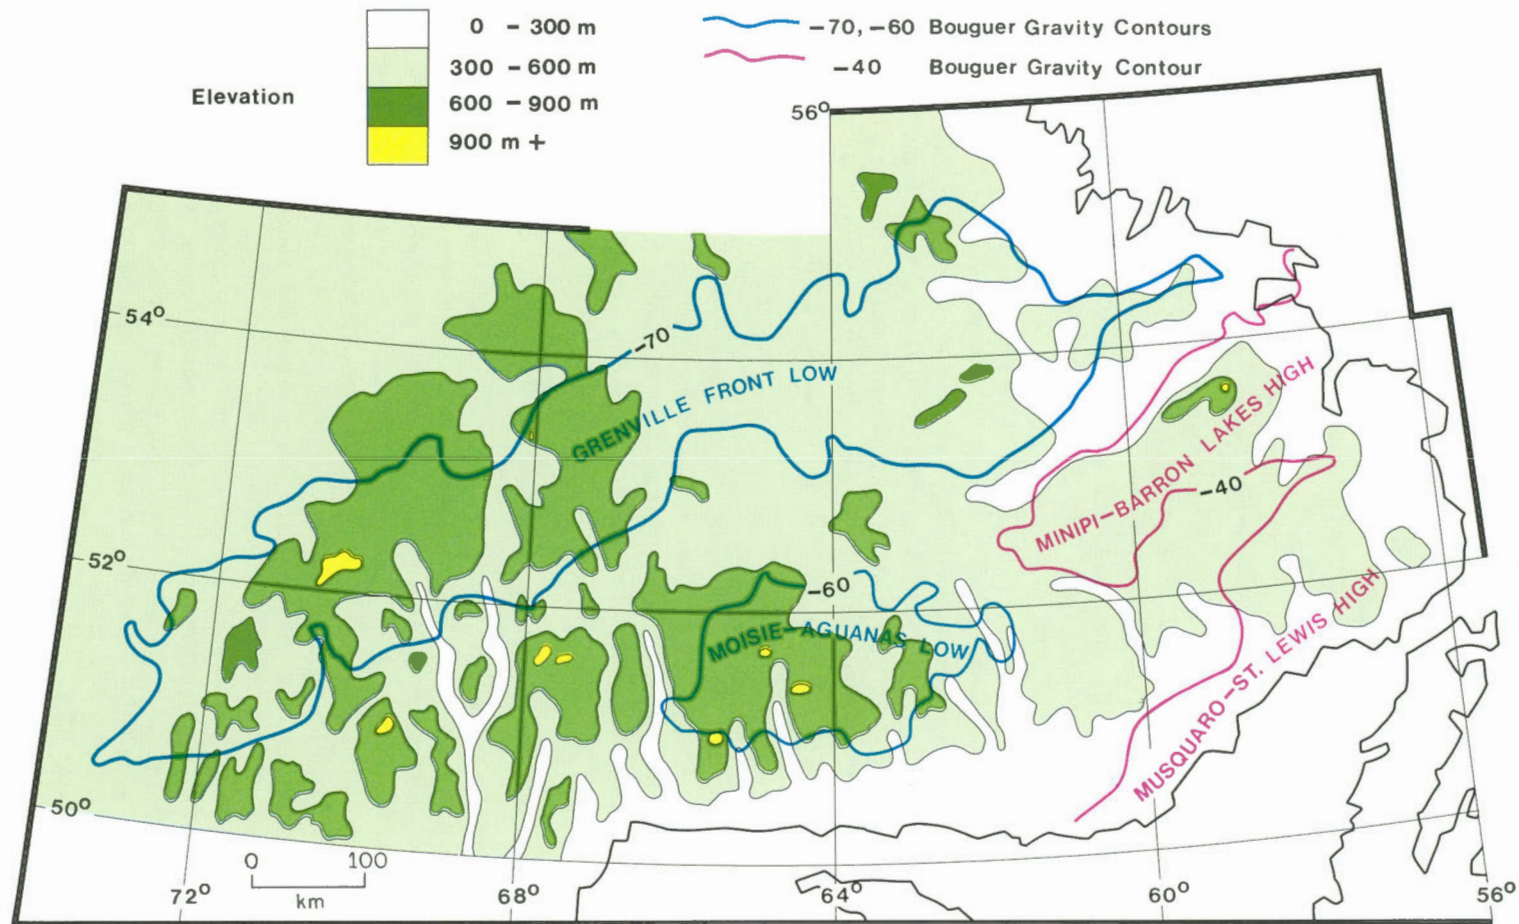 0 – 300 m
300 – 600 m
600 – 900 m
900 m +
Elevation
–70, –60 Bouguer Gravity Contours
–40 Bouguer Gravity Contour
56°
54°
52°
50°
–70
GRENVILLE FRONT LOW
MINIPI–BARRON LAKES HIGH
–40
–60
MOISIE–AGUANAS LOW
MUSQUARO–ST. LEWIS HIGH
0 100
km
72° 68° 64° 60° 56°